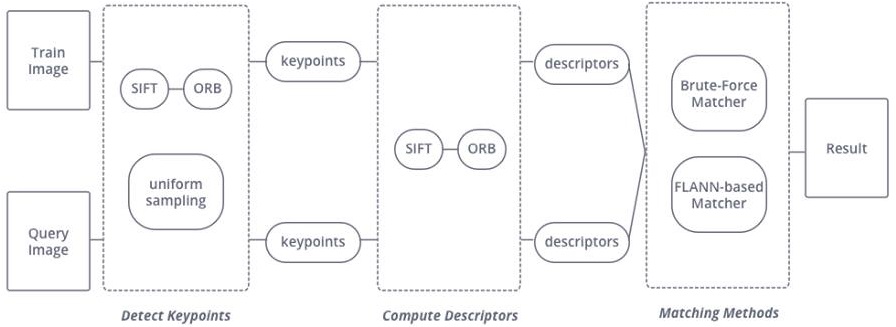 Train
Image
SIFT
ORB
uniform
sampling
Query
Image
Detect Keypoints
keypoints
keypoints
SIFT
ORB
Compute Descriptors
descriptors
descriptors
Brute-Force
Matcher
FLANN-based
Matcher
Matching Methods
Result